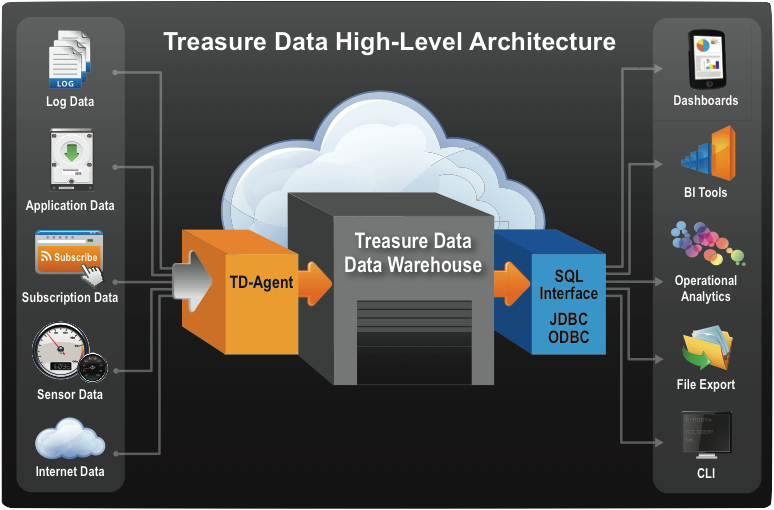 Treasure Data High-Level Architecture
LOG
Log Data
Application Data
Subscribe
Subscription Data
Sensor Data
Internet Data
TD-Agent
Treasure Data
Data Warehouse
SQL
Interface
JDBC
ODBC
Dashboards
BI Tools
Operational
Analytics
File Export
CLI